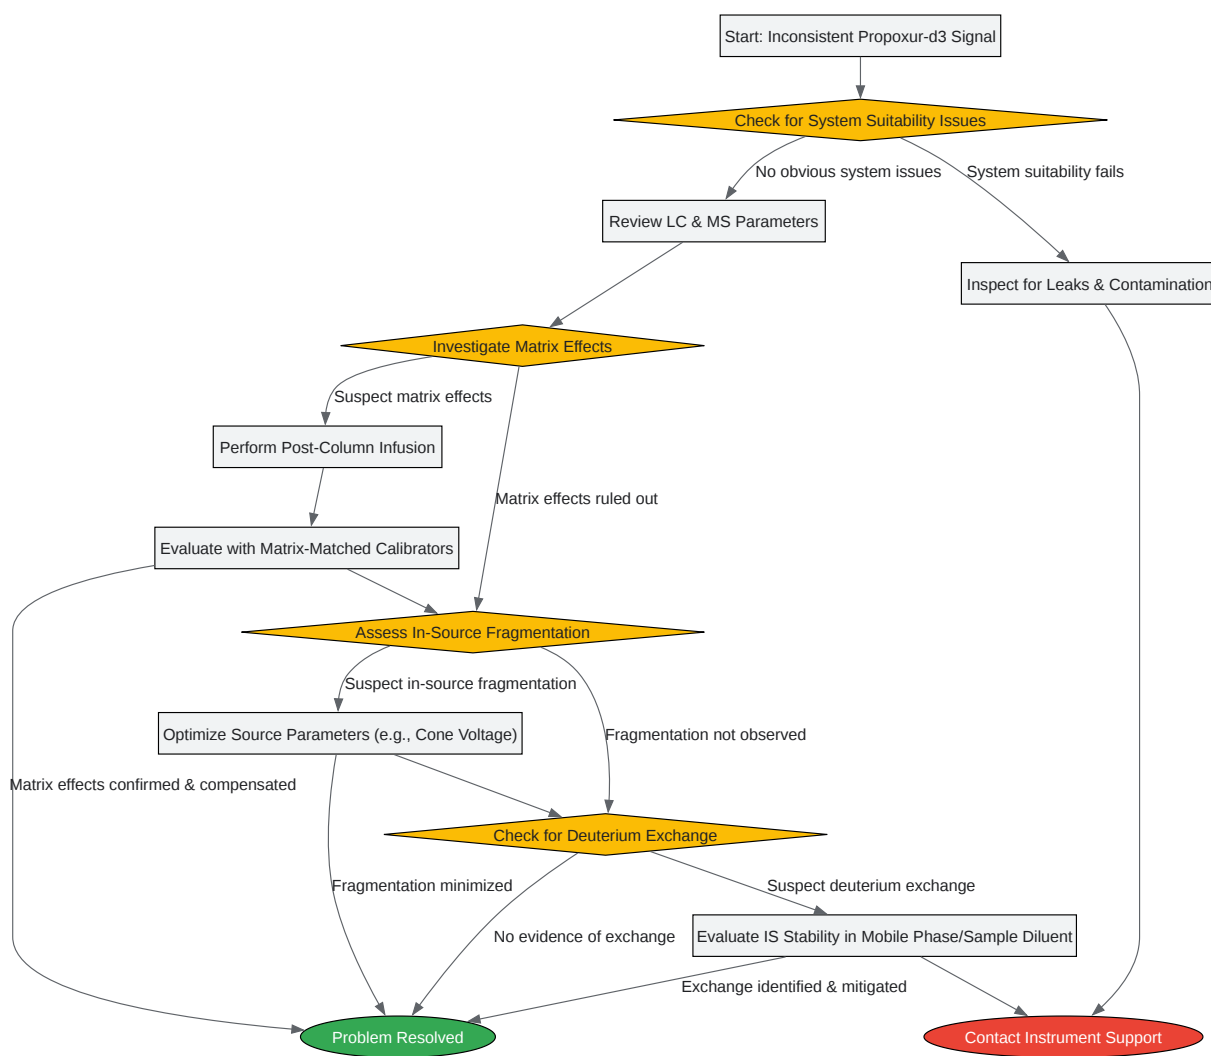 Start: Inconsistent Propoxur-d3 Signal
Check for System Suitability Issues
No obvious system issues
System suitability fails
Review LC & MS Parameters
Inspect for Leaks & Contamination
Investigate Matrix Effects
Suspect matrix effects
Perform Post-Column Infusion
Matrix effects ruled out
Evaluate with Matrix-Matched Calibrators
Assess In-Source Fragmentation
Suspect in-source fragmentation
Optimize Source Parameters (e.g., Cone Voltage)
Fragmentation not observed
Matrix effects confirmed & compensated
Check for Deuterium Exchange
Fragmentation minimized
Suspect deuterium exchange
No evidence of exchange
Evaluate IS Stability in Mobile Phase/Sample Diluent
Exchange identified & mitigated
Problem Resolved
Contact Instrument Support